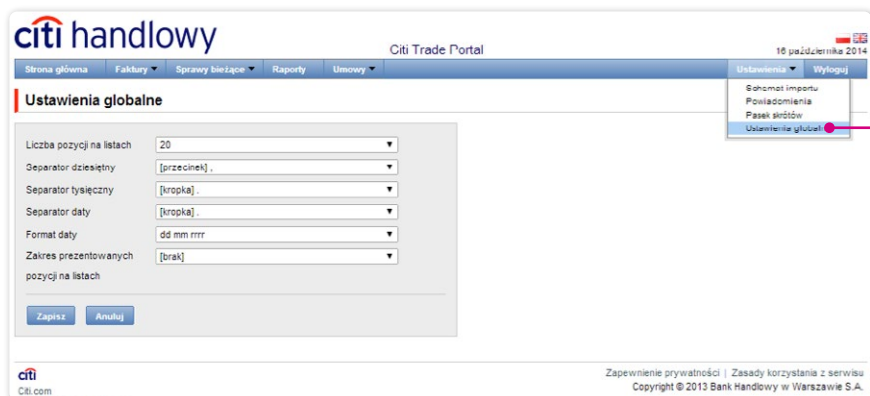 citi handlowy
Citi Trade Portal
16 października 2014
Strona główna Faktury Sprawy bieżące Raporty Umowy Ustawienia Wyloguj
Schemat importu
Powiadomienia
Pasek skrótów
Ustawienia globaln
Ustawienia globalne
Liczba pozycji na listach 20
Separator dziesiętny [przecinek] ,
Separator tysięczny [kropka] .
Separator daty [kropka] .
Format daty dd mm rrrr
Zakres prezentowanych [brak]
pozycji na listach
Zapisz Anuluj
citi
Citi.com
Zapewnienie prywatności | Zasady korzystania z serwisu
Copyright © 2013 Bank Handlowy w Warszawie S.A.